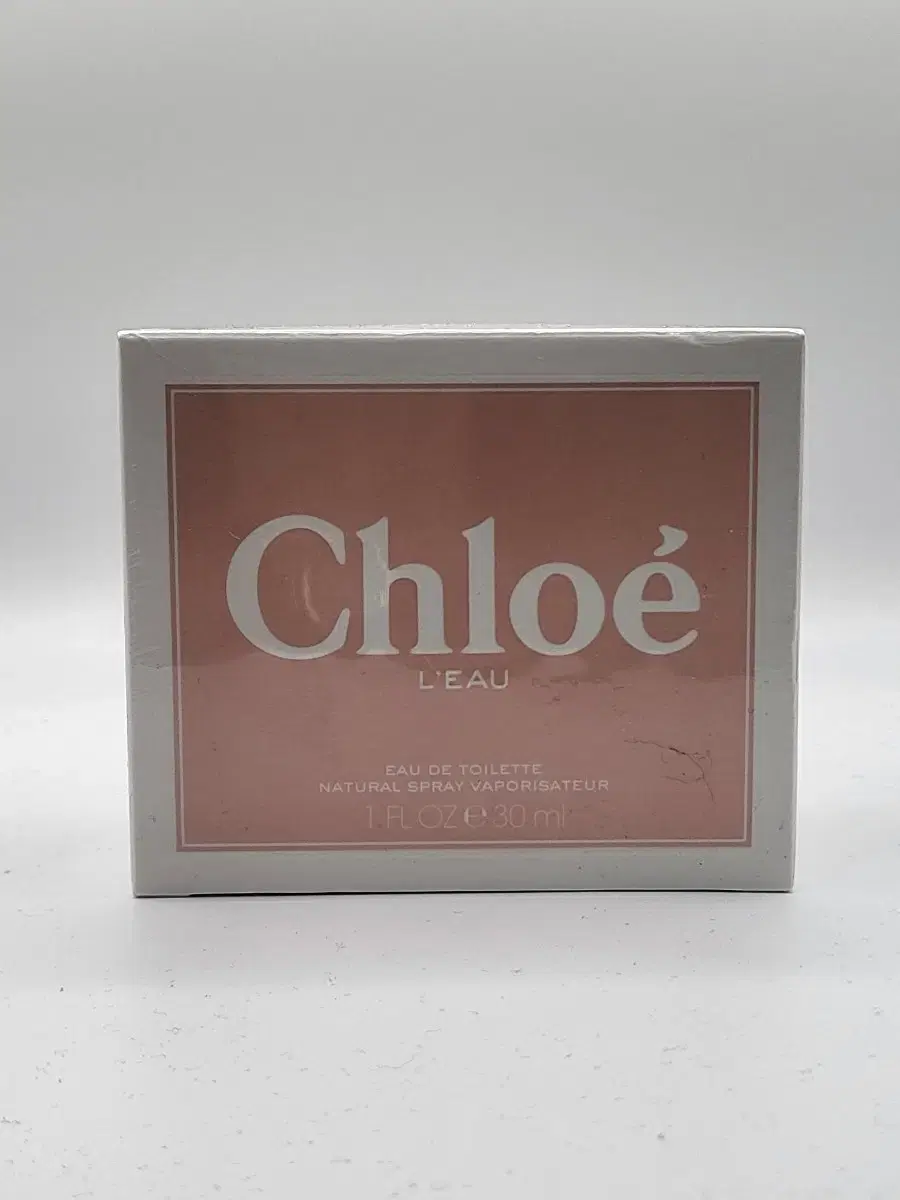 Chloé
L'EAU
EAU DE TOILETTE
NATURAL SPRAY VAPORISATEUR
1.FL.OZ ℮ 30 ml